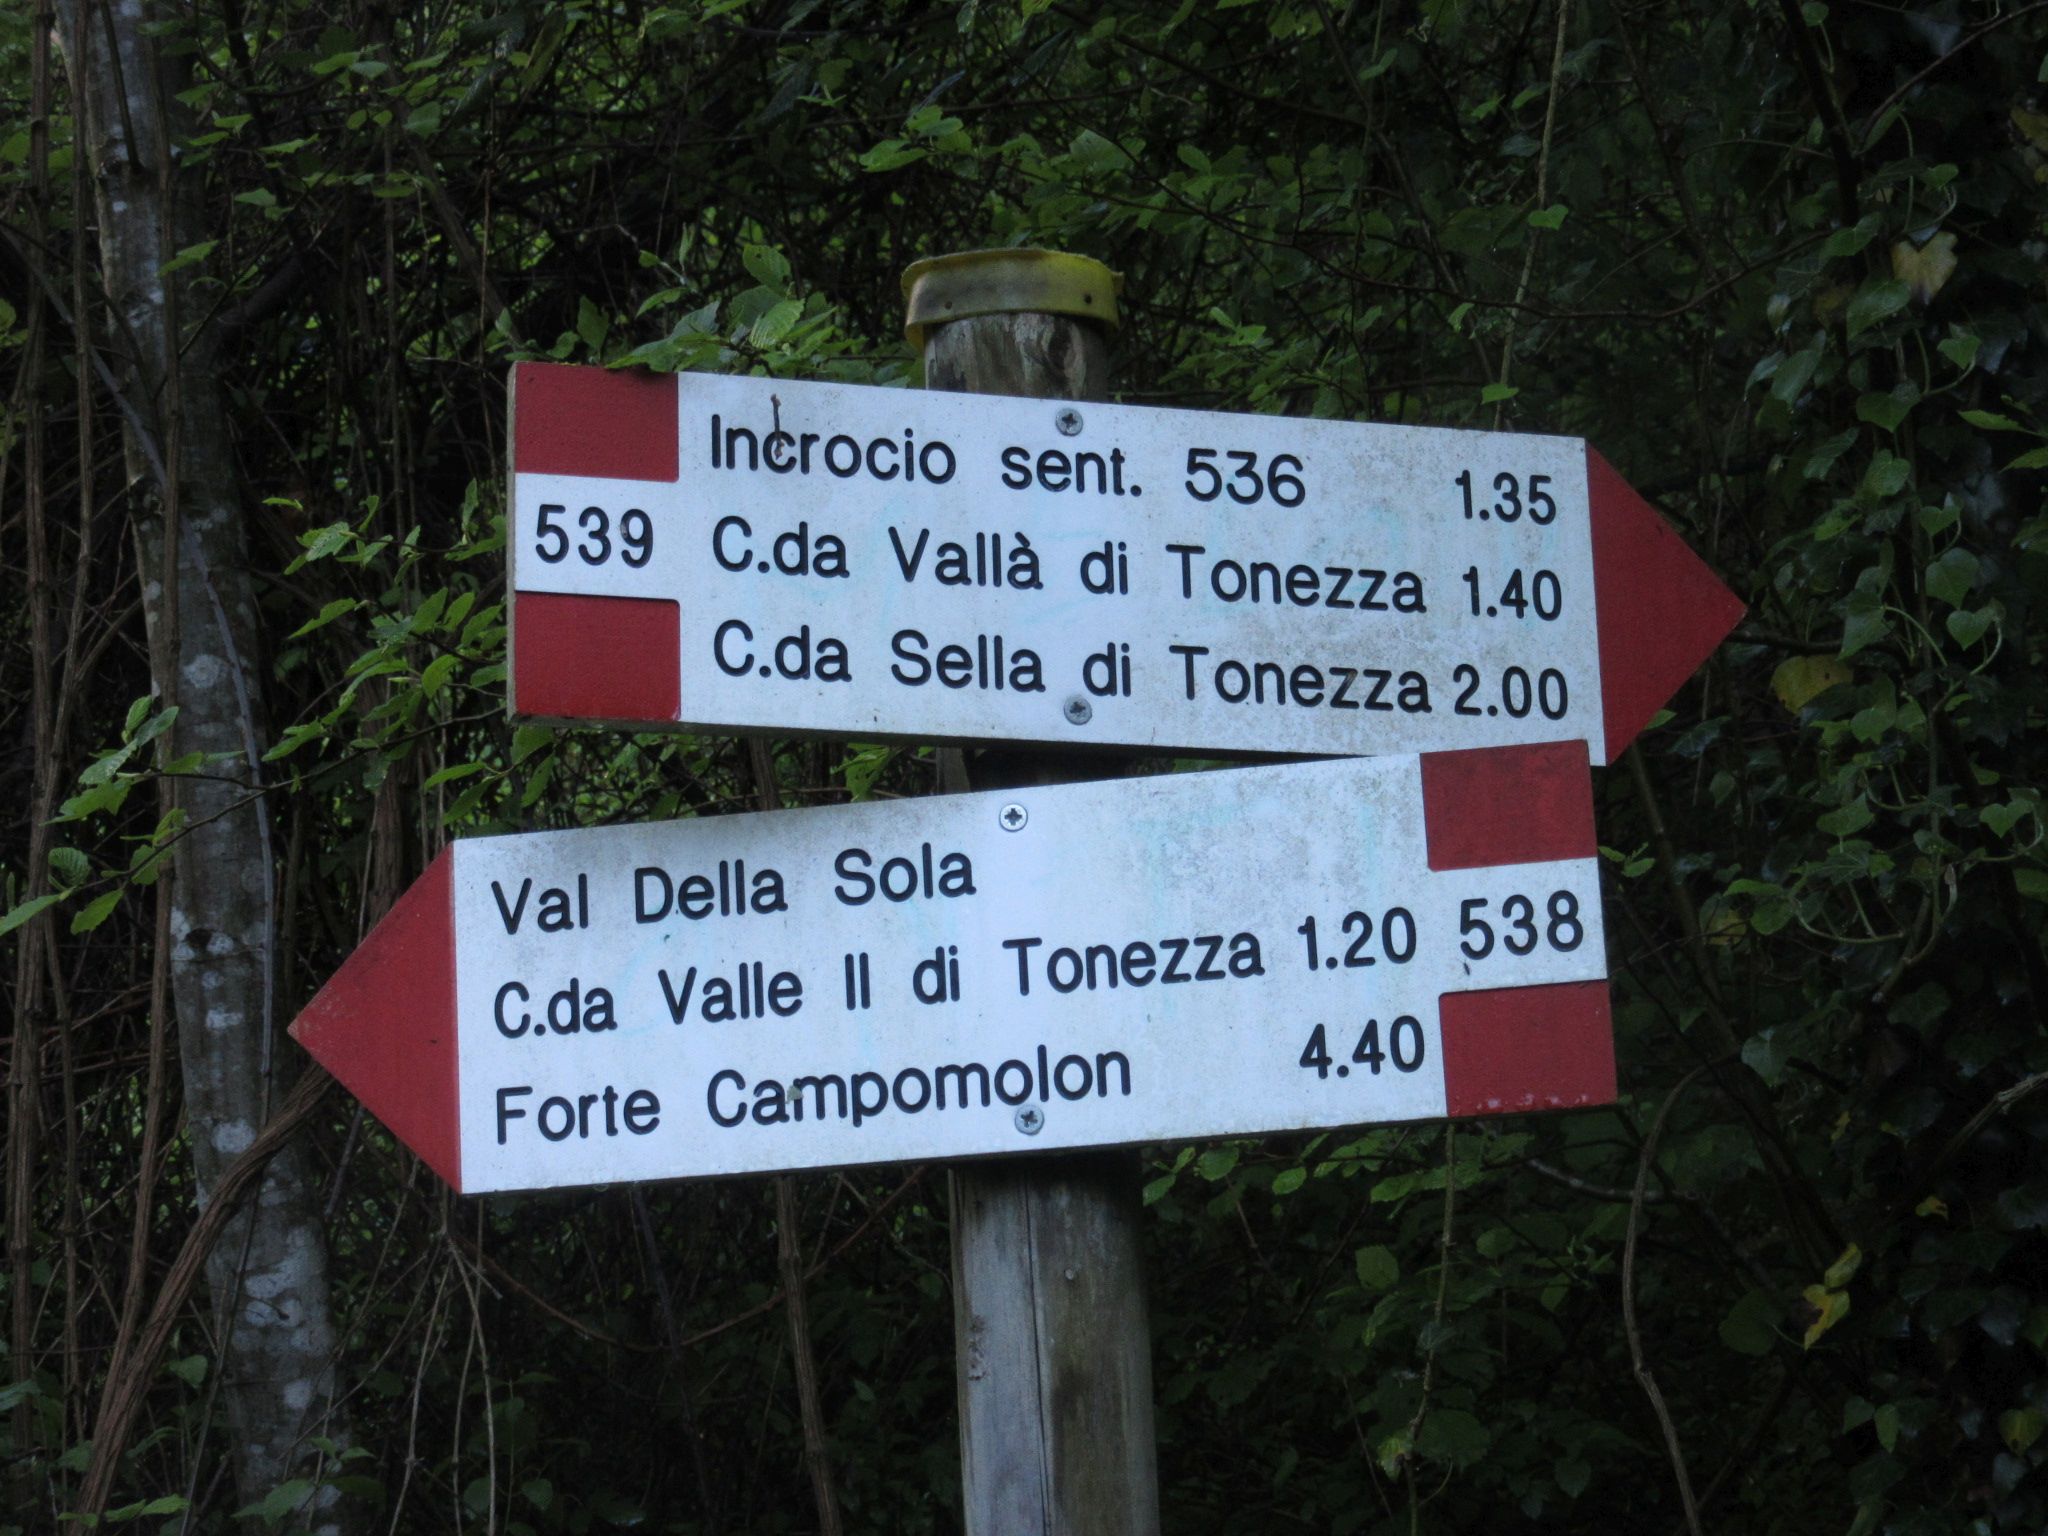 Incrocio sent. 536 1.35
539 C.da Vallà di Tonezza 1.40
C.da Sella di Tonezza 2.00
Val Della Sola
C.da Valle II di Tonezza 1.20 538
Forte Campomolon 4.40